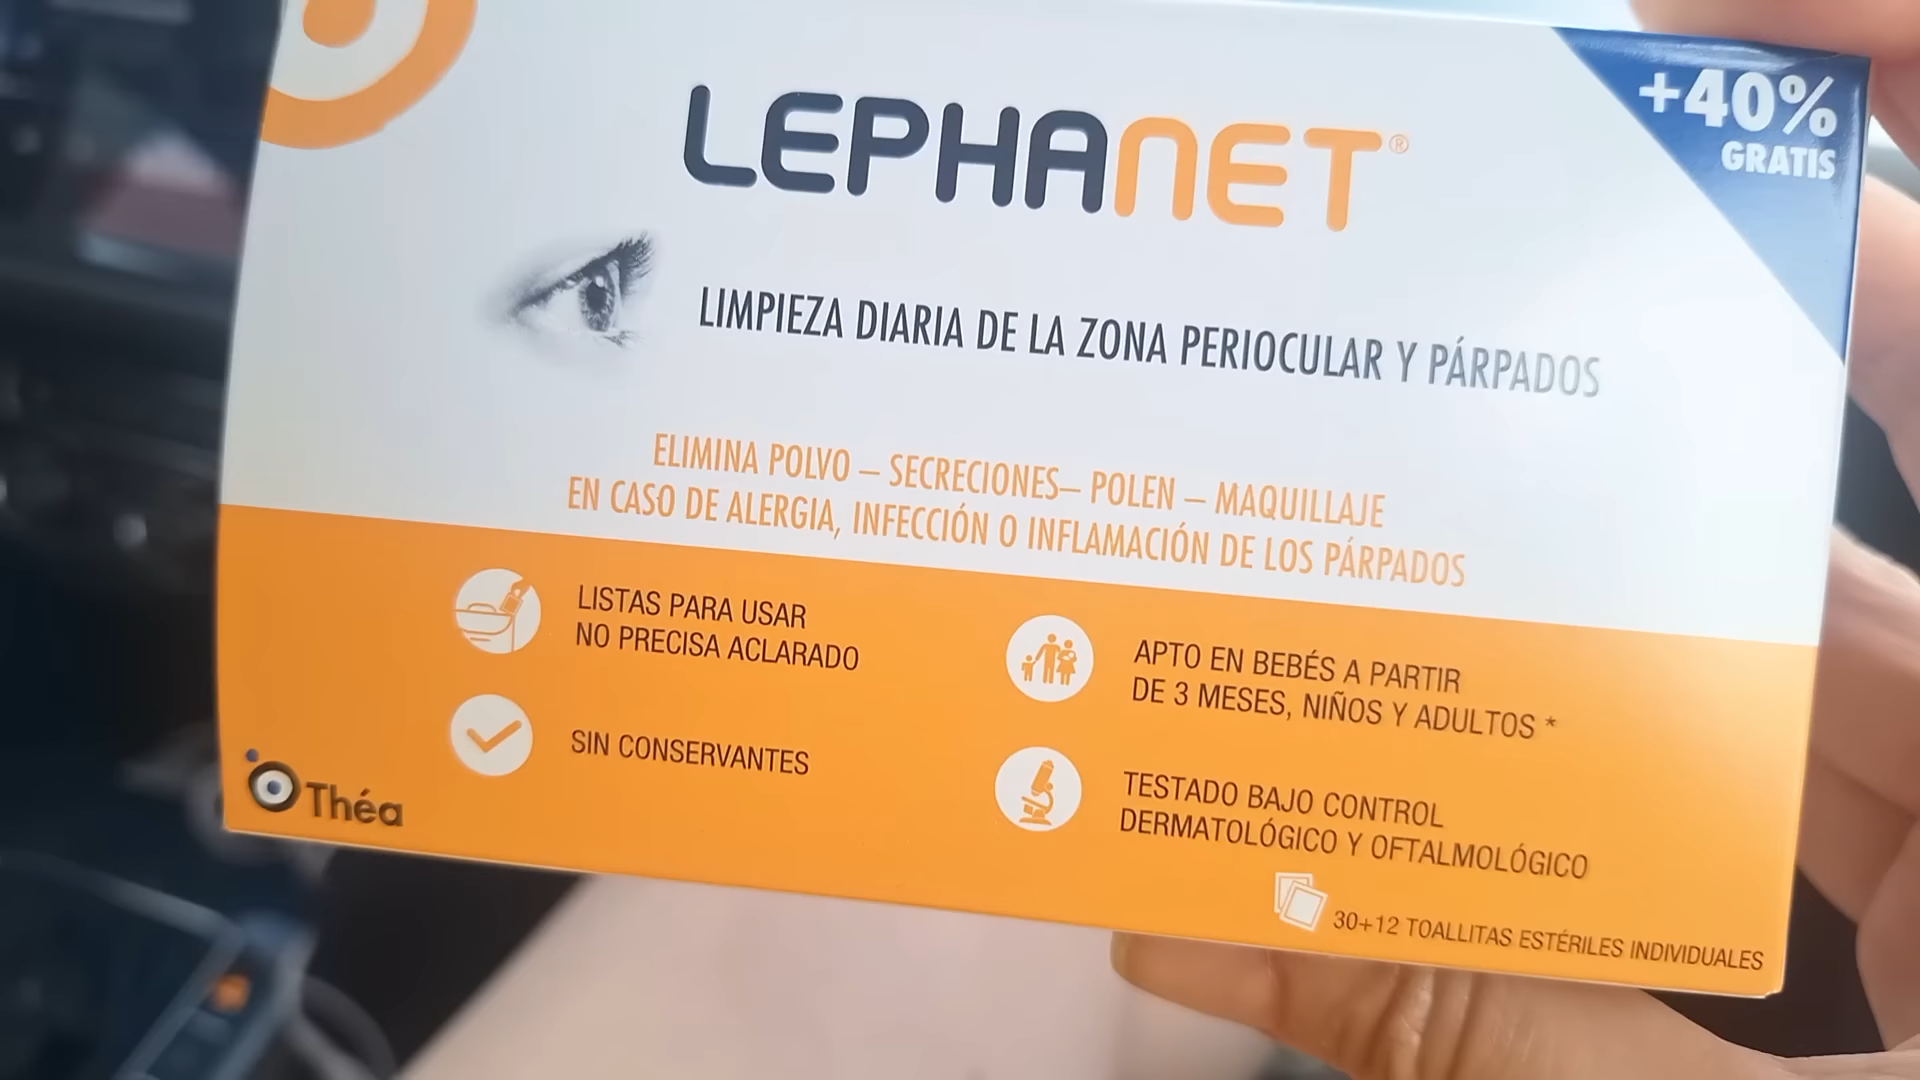 +40%
GRATIS
LEPHANET®
LIMPIEZA DIARIA DE LA ZONA PERIOCULAR Y PÁRPADOS
ELIMINA POLVO – SECRECIONES– POLEN – MAQUILLAJE
EN CASO DE ALERGIA, INFECCIÓN O INFLAMACIÓN DE LOS PÁRPADOS
LISTAS PARA USAR
NO PRECISA ACLARADO
SIN CONSERVANTES
APTO EN BEBÉS A PARTIR
DE 3 MESES, NIÑOS Y ADULTOS *
TESTADO BAJO CONTROL
DERMATOLÓGICO Y OFTALMOLÓGICO
Théa
30+12 TOALLITAS ESTÉRILES INDIVIDUALES